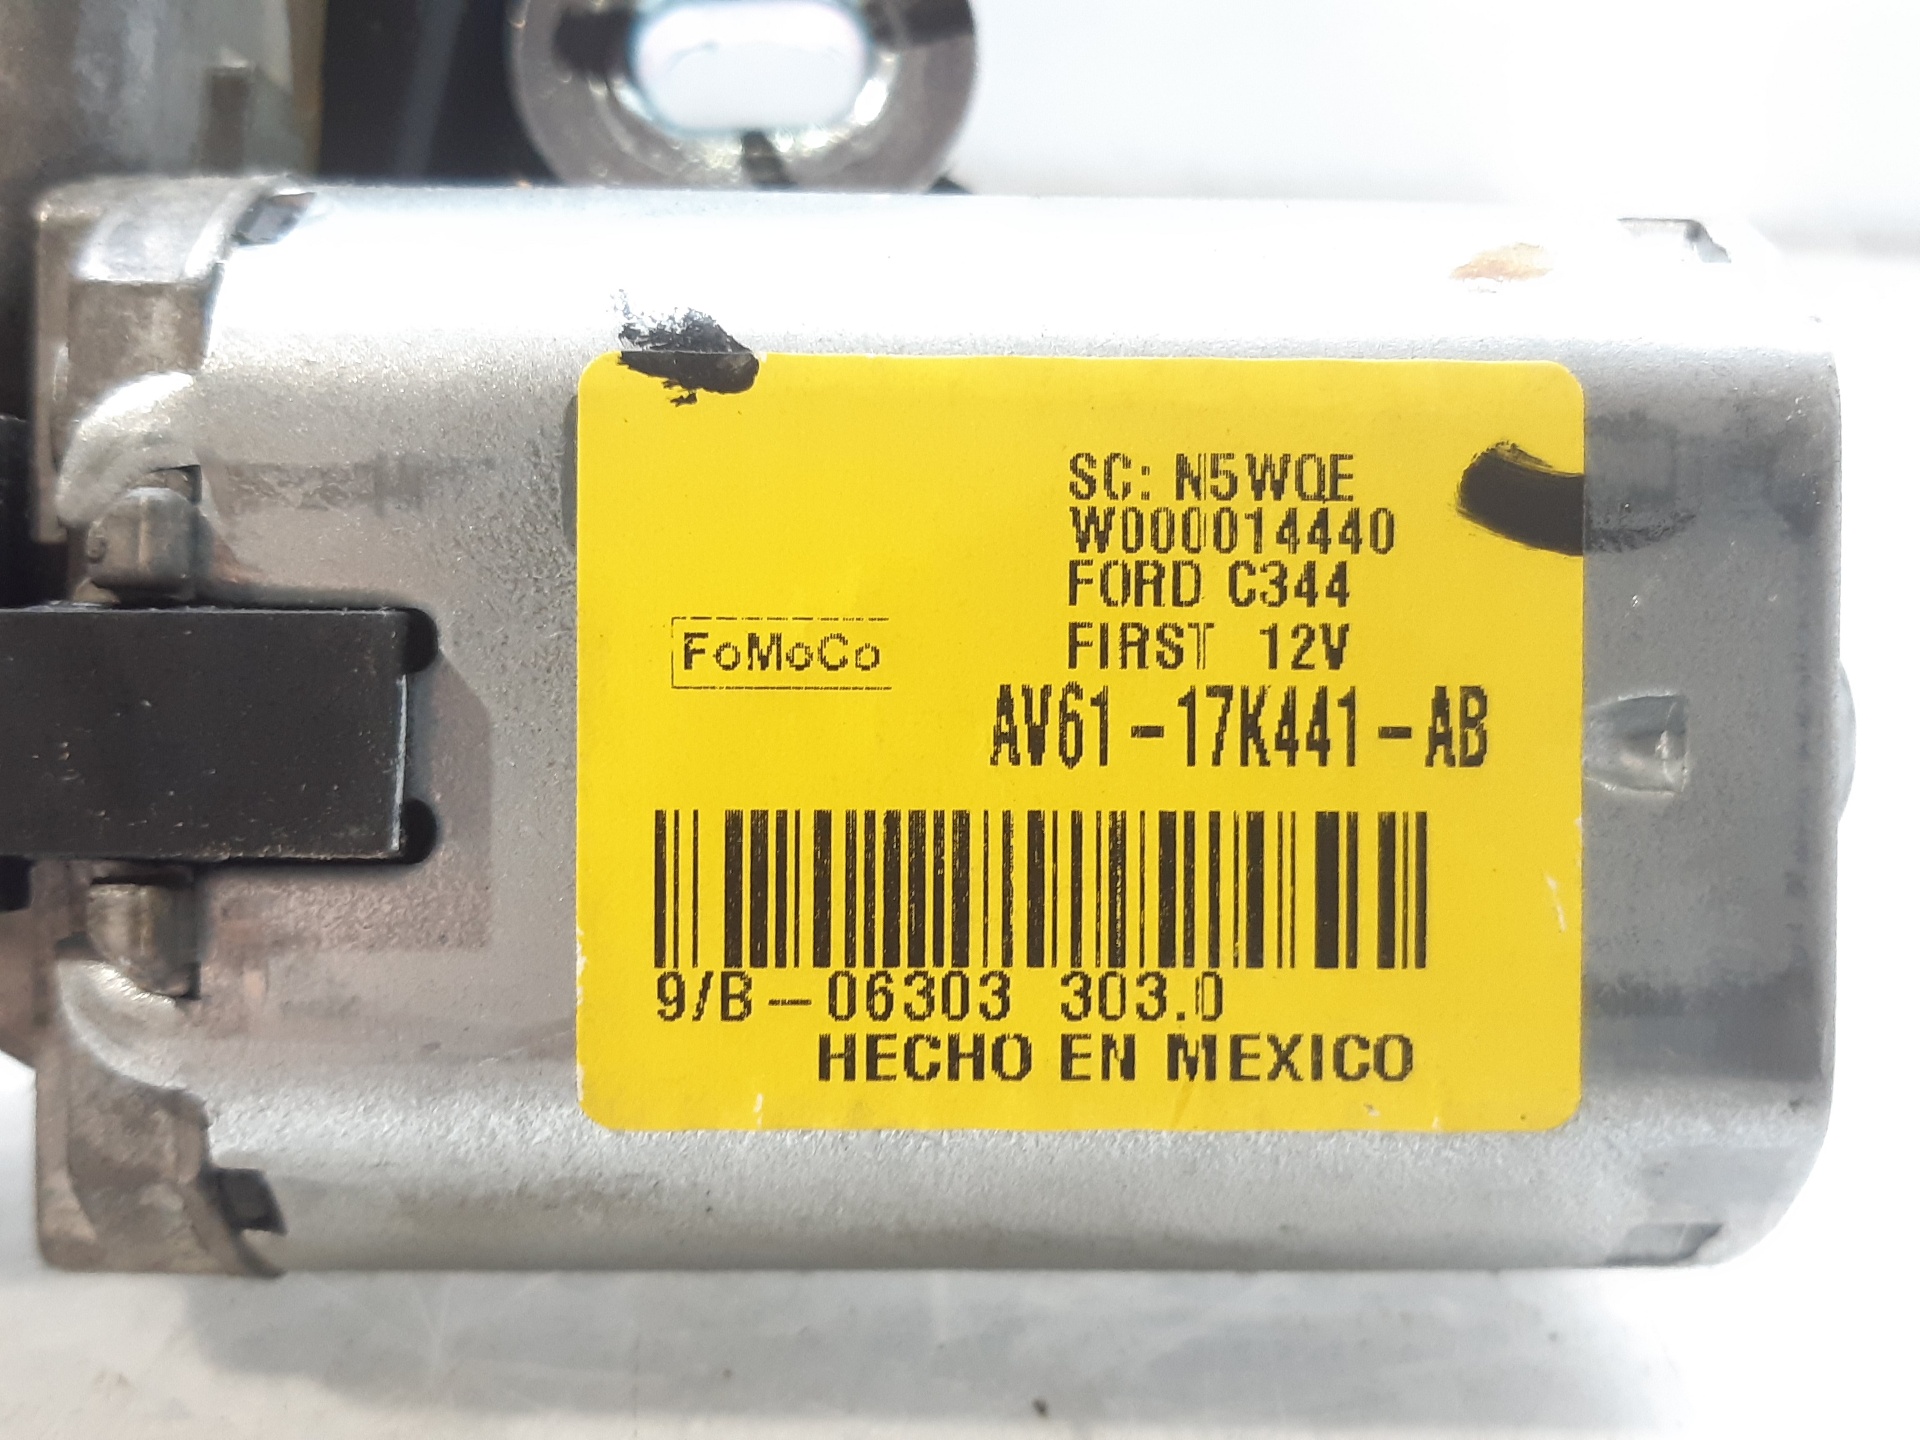 SC: N5WQE
W000014440
FORD C344
FIRST 12V
FoMoCo
AV61-17K441-AB
9/B-06303 303.0
HECHO EN MEXICO